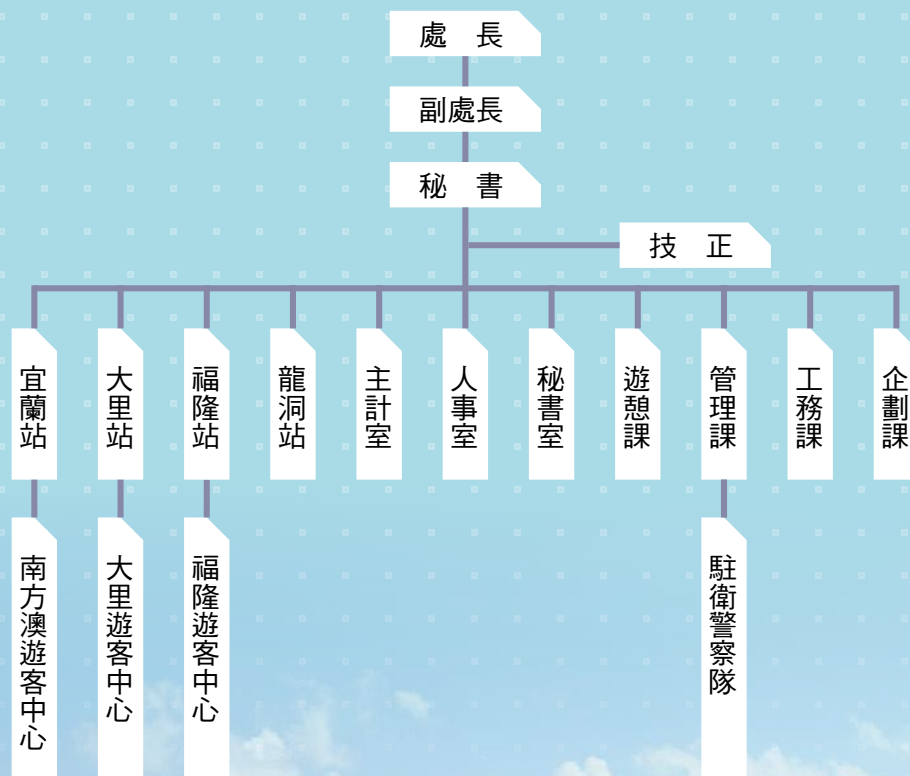 處長
副處長
秘書
技正
宜蘭站
大里站
福隆站
龍洞站
主計室
人事室
秘書室
遊憩課
管理課
工務課
企劃課
南方澳遊客中心
大里遊客中心
福隆遊客中心
駐衛警察隊